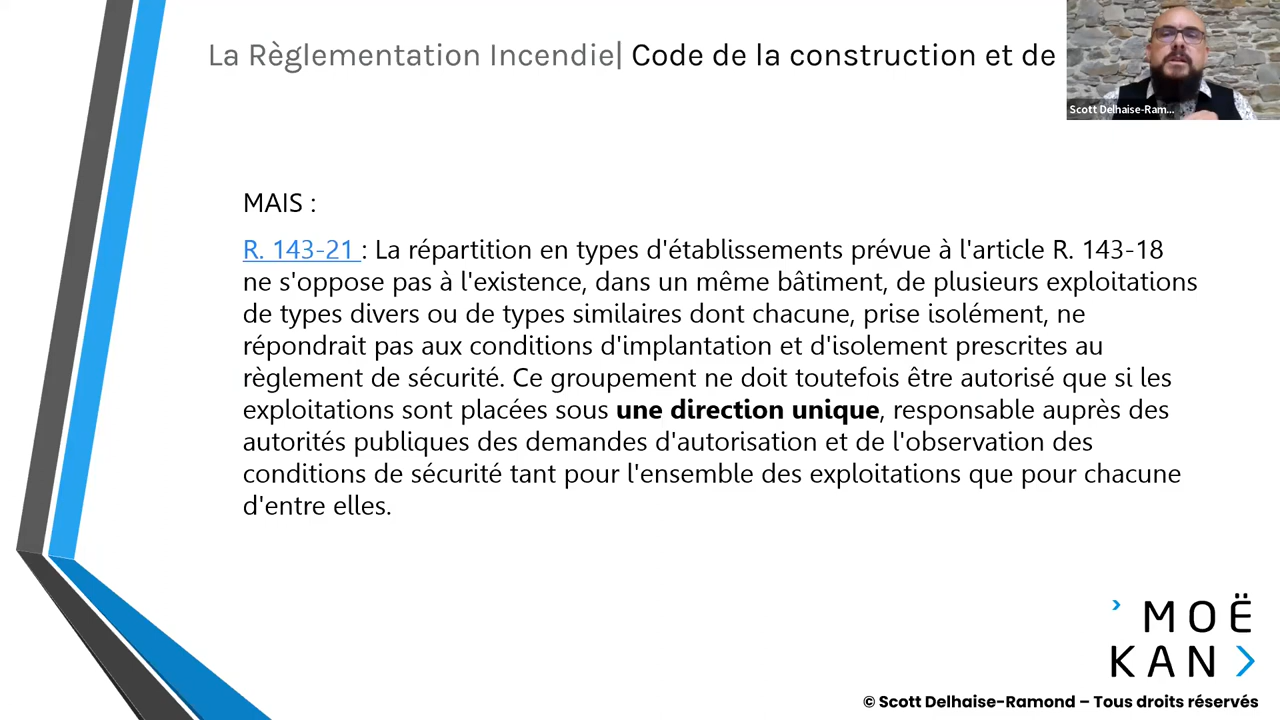 La Règlementation Incendie| Code de la construction et de
Scott Delhaise-Ram...
MAIS :
R. 143-21 : La répartition en types d'établissements prévue à l'article R. 143-18
ne s'oppose pas à l'existence, dans un même bâtiment, de plusieurs exploitations
de types divers ou de types similaires dont chacune, prise isolément, ne
répondrait pas aux conditions d'implantation et d'isolement prescrites au
règlement de sécurité. Ce groupement ne doit toutefois être autorisé que si les
exploitations sont placées sous une direction unique, responsable auprès des
autorités publiques des demandes d'autorisation et de l'observation des
conditions de sécurité tant pour l'ensemble des exploitations que pour chacune
d'entre elles.
MOË
KAN
© Scott Delhaise-Ramond – Tous droits réservés